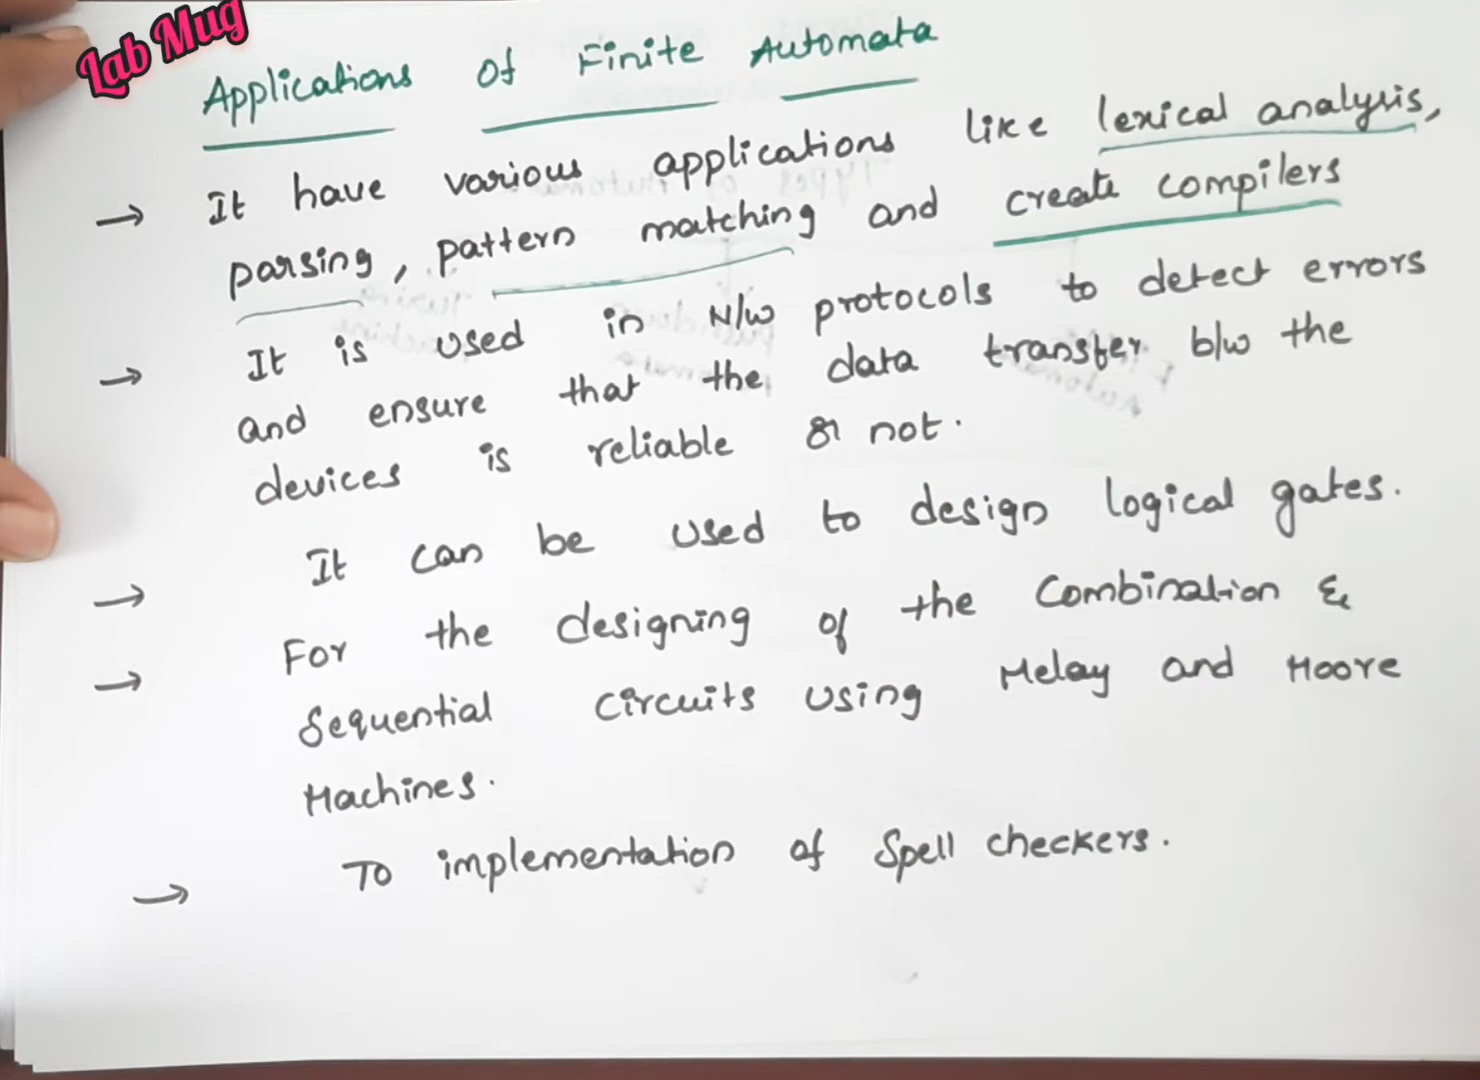 Lab Mug
Applications of Finite Automata
→ It have various applications like lexical analysis,
parsing, pattern matching and create compilers
→ It is used in N/w protocols to detect errors
and ensure that the data transfer b/w the
devices is reliable or not.
→ It can be used to design logical gates.
→ For the designing of the Combination &
Sequential circuits using Melay and Moore
Machines.
→ To implementation of Spell checkers.